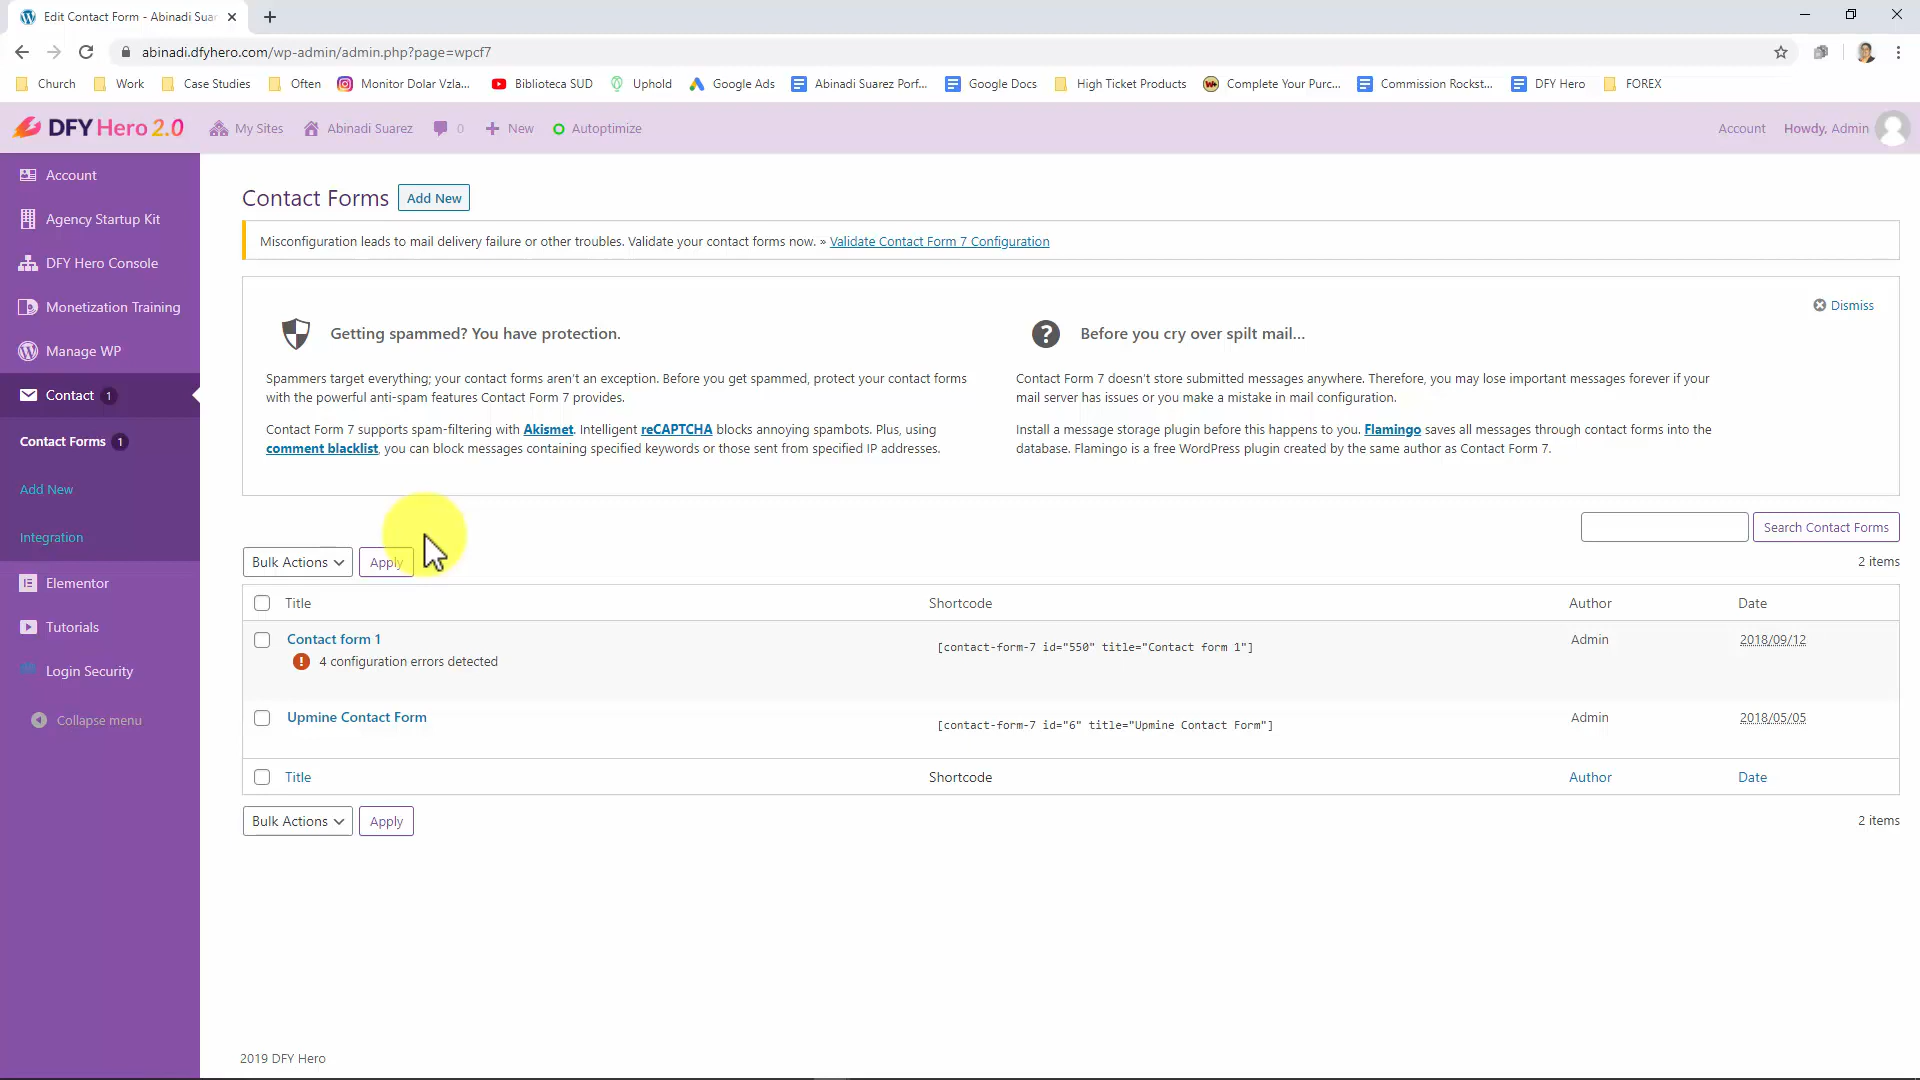 Edit Contact Form - Abinadi Suar
abinadi.dfyhero.com/wp-admin/admin.php?page=wpcf7
Church
Work
Case Studies
Often
Monitor Dolar Vzla...
Biblioteca SUD
Uphold
Google Ads
Abinadi Suarez Porf...
Google Docs
High Ticket Products
Complete Your Purc...
Commission Rockst...
DFY Hero
FOREX
DFY Hero 2.0
My Sites
Abinadi Suarez
0
New
Autoptimize
Account
Howdy, Admin
Account
Agency Startup Kit
DFY Hero Console
Monetization Training
Manage WP
Contact 1
Contact Forms 1
Add New
Integration
Elementor
Tutorials
Login Security
Collapse menu
Contact Forms
Add New
Misconfiguration leads to mail delivery failure or other troubles. Validate your contact forms now. » Validate Contact Form 7 Configuration
Dismiss
Getting spammed? You have protection.
Spammers target everything; your contact forms aren't an exception. Before you get spammed, protect your contact forms
with the powerful anti-spam features Contact Form 7 provides.
Contact Form 7 supports spam-filtering with Akismet. Intelligent reCAPTCHA blocks annoying spambots. Plus, using
comment blacklist, you can block messages containing specified keywords or those sent from specified IP addresses.
Before you cry over spilt mail...
Contact Form 7 doesn't store submitted messages anywhere. Therefore, you may lose important messages forever if your
mail server has issues or you make a mistake in mail configuration.
Install a message storage plugin before this happens to you. Flamingo saves all messages through contact forms into the
database. Flamingo is a free WordPress plugin created by the same author as Contact Form 7.
Search Contact Forms
Bulk Actions
Apply
2 items
Title
Shortcode
Author
Date
Contact form 1
4 configuration errors detected
[contact-form-7 id="550" title="Contact form 1"]
Admin
2018/09/12
Upmine Contact Form
[contact-form-7 id="6" title="Upmine Contact Form"]
Admin
2018/05/05
Title
Shortcode
Author
Date
Bulk Actions
Apply
2 items
2019 DFY Hero